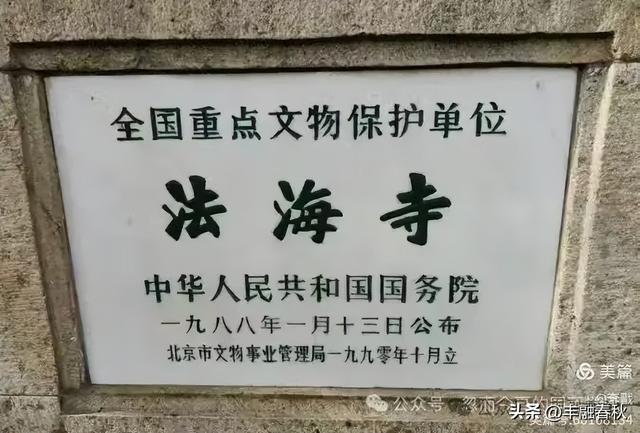 全国重点文物保护单位
法海寺
中华人民共和国国务院
一九八八年一月十三日公布
北京市文物事业管理局一九九零年十月立
美篇
公众号
头条@丰融春秋